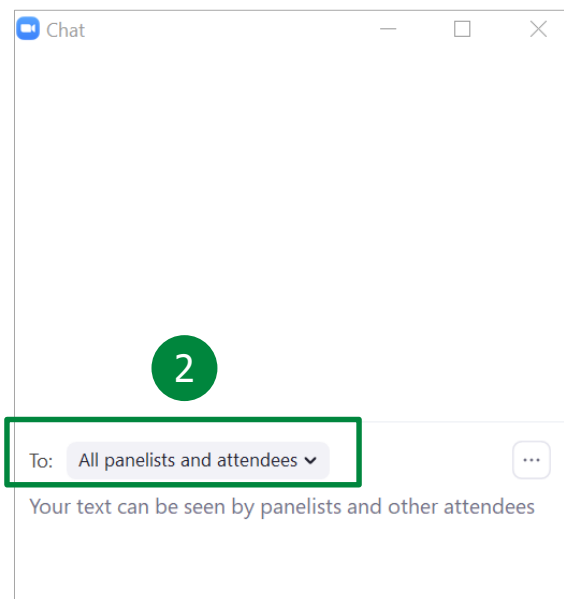 Chat
2
To: All panelists and attendees
Your text can be seen by panelists and other attendees